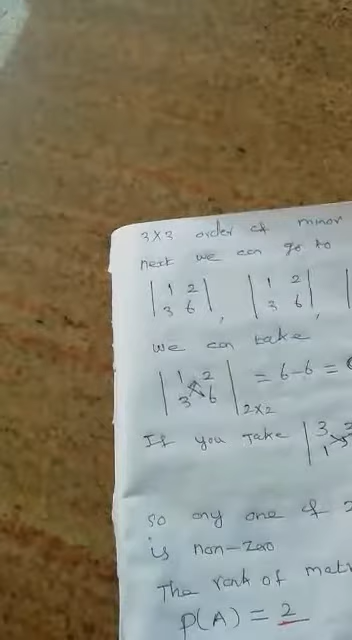 3×3 order of minor
next we can go to
| 1 2 3 6 |, | 1 2 3 6 |, |
we can take
| 1 2 3 6 | 2×2 = 6-6 =
If you take | 3
so any one of
is non-zero
The rank of
P(A) = 2